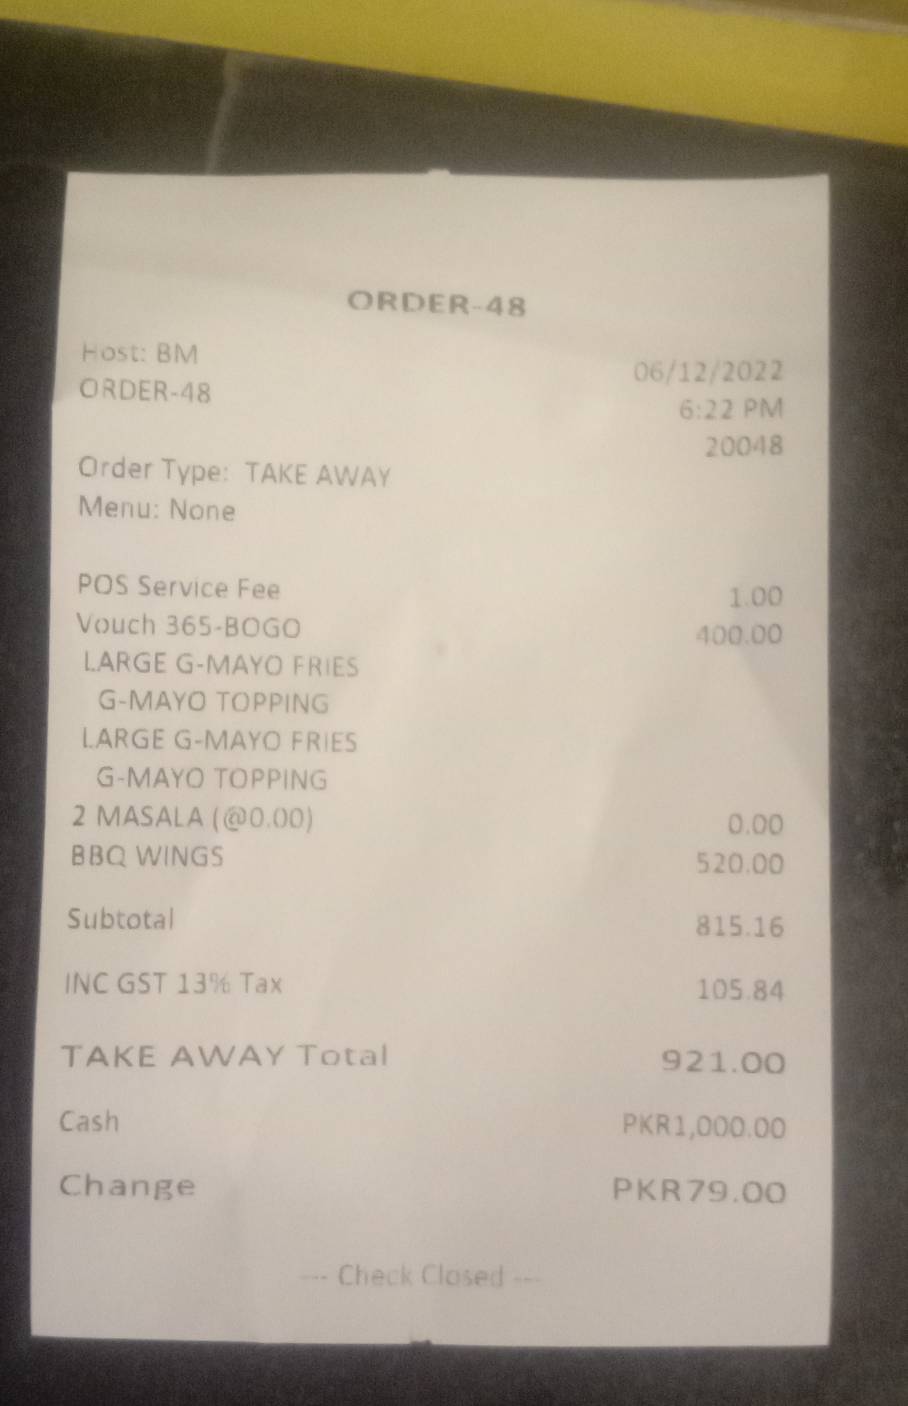 ORDER-48
Host: BM 06/12/2022
ORDER-48 6:22 PM
20048
Order Type: TAKE AWAY
Menu: None
POS Service Fee 1.00
Vouch 365-BOGO 400.00
LARGE G-MAYO FRIES
G-MAYO TOPPING
LARGE G-MAYO FRIES
G-MAYO TOPPING
2 MASALA (@0.00) 0.00
BBQ WINGS 520.00
Subtotal 815.16
INC GST 13% Tax 105.84
TAKE AWAY Total 921.00
Cash PKR1,000.00
Change PKR79.00
--- Check Closed ---